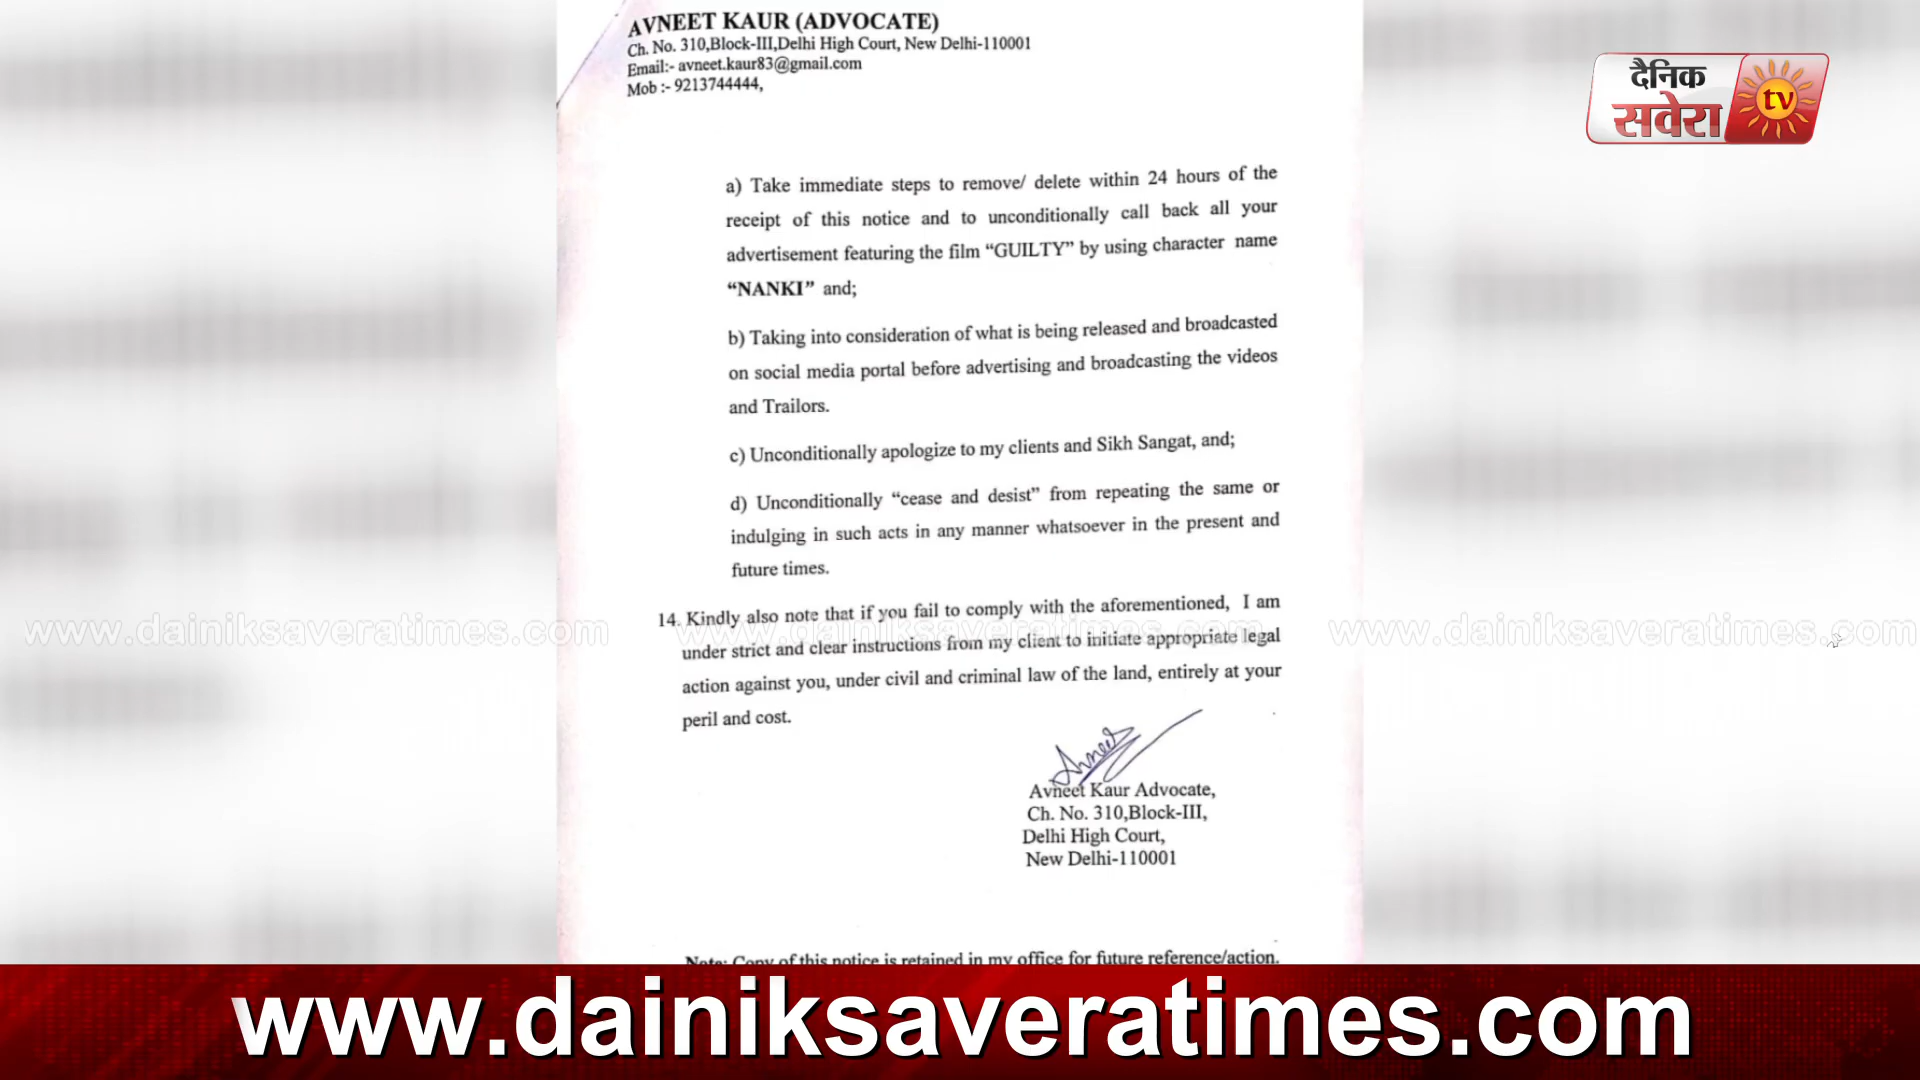 AVNEET KAUR (ADVOCATE)
Ch. No. 310,Block-III,Delhi High Court, New Delhi-110001
Email:- avneet.kaur83@gmail.com
Mob :- 9213744444,
दैनिक
सवेरा
tv
a) Take immediate steps to remove/ delete within 24 hours of the
receipt of this notice and to unconditionally call back all your
advertisement featuring the film “GUILTY” by using character name
“NANKI” and;
b) Taking into consideration of what is being released and broadcasted
on social media portal before advertising and broadcasting the videos
and Trailors.
c) Unconditionally apologize to my clients and Sikh Sangat, and;
d) Unconditionally “cease and desist” from repeating the same or
indulging in such acts in any manner whatsoever in the present and
future times.
14. Kindly also note that if you fail to comply with the aforementioned, I am
under strict and clear instructions from my client to initiate appropriate legal
action against you, under civil and criminal law of the land, entirely at your
peril and cost.
www.dainiksaveratimes.com www.dainiksaveratimes.com www.dainiksaveratimes.com
Avneet
Avneet Kaur Advocate,
Ch. No. 310,Block-III,
Delhi High Court,
New Delhi-110001
Note: Copy of this notice is retained in my office for future reference/action.
www.dainiksaveratimes.com